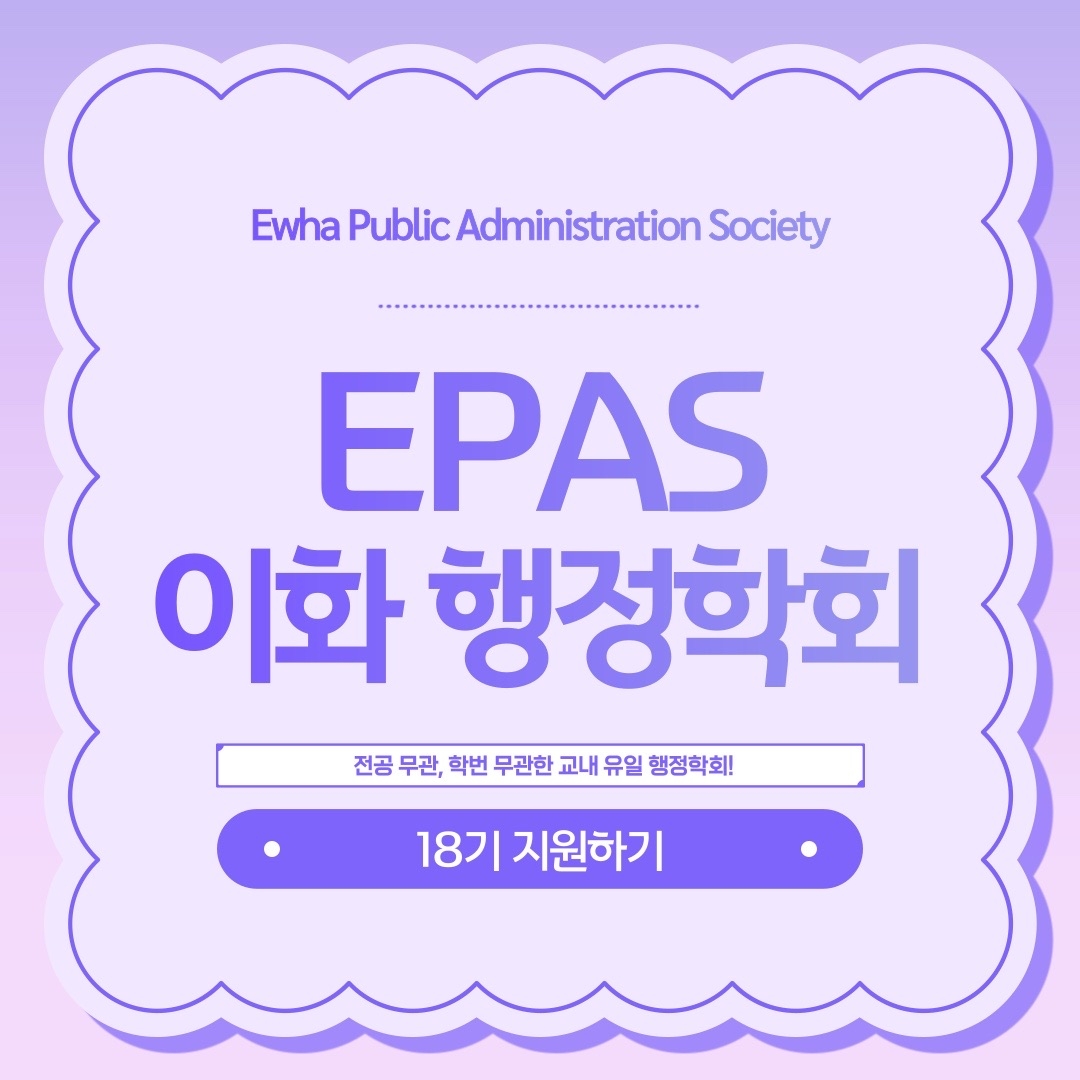 Ewha Public Administration Society
EPAS
이화 행정학회
전공 무관, 학번 무관한 교내 유일 행정학회!
18기 지원하기